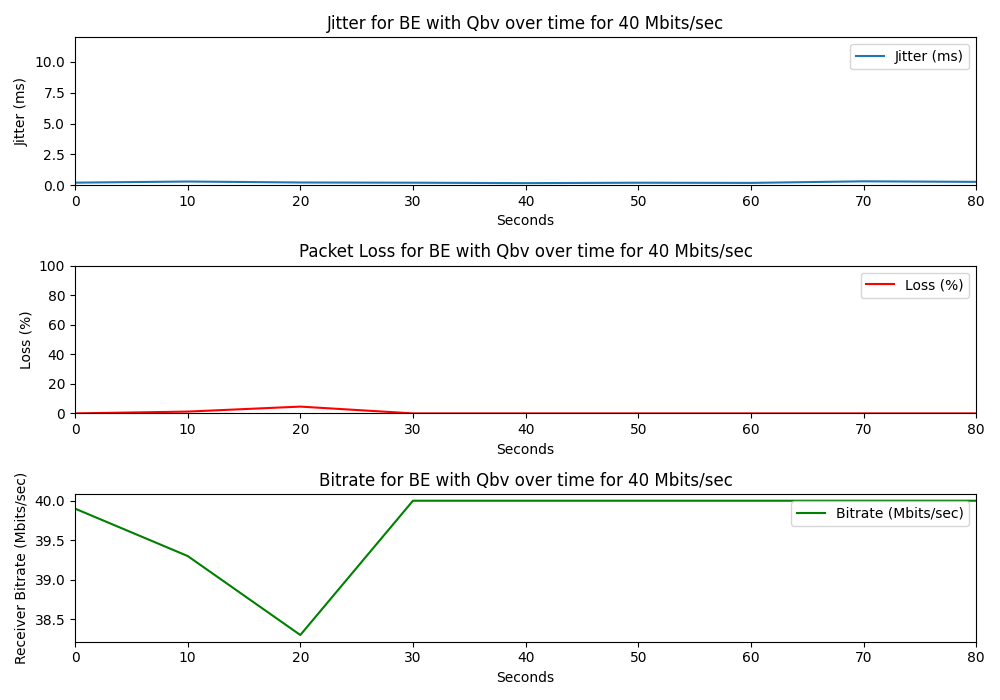 Jitter for BE with Qbv over time for 40 Mbits/sec
Jitter (ms)
10.0
7.5
5.0
2.5
0.0
Jitter (ms)
0 10 20 30 40 50 60 70 80
Seconds
Packet Loss for BE with Qbv over time for 40 Mbits/sec
Loss (%)
100
80
60
40
20
0
Loss (%)
0 10 20 30 40 50 60 70 80
Seconds
Bitrate for BE with Qbv over time for 40 Mbits/sec
Receiver Bitrate (Mbits/sec)
40.0
39.5
39.0
38.5
Bitrate (Mbits/sec)
0 10 20 30 40 50 60 70 80
Seconds